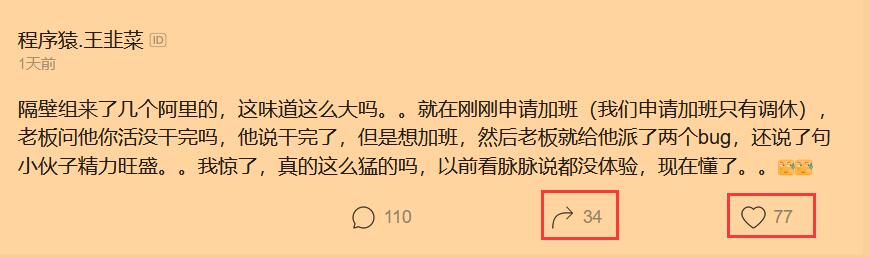 程序猿.王韭菜 ID
1天前
隔壁组来了几个阿里的，这味道这么大吗。。就在刚刚申请加班（我们申请加班只有调休），
老板问他你活没干完吗，他说干完了，但是想加班，然后老板就给他派了两个bug，还说了句
小伙子精力旺盛。。我惊了，真的这么猛的吗，以前看脉脉说都没体验，现在懂了。。
110 34 77